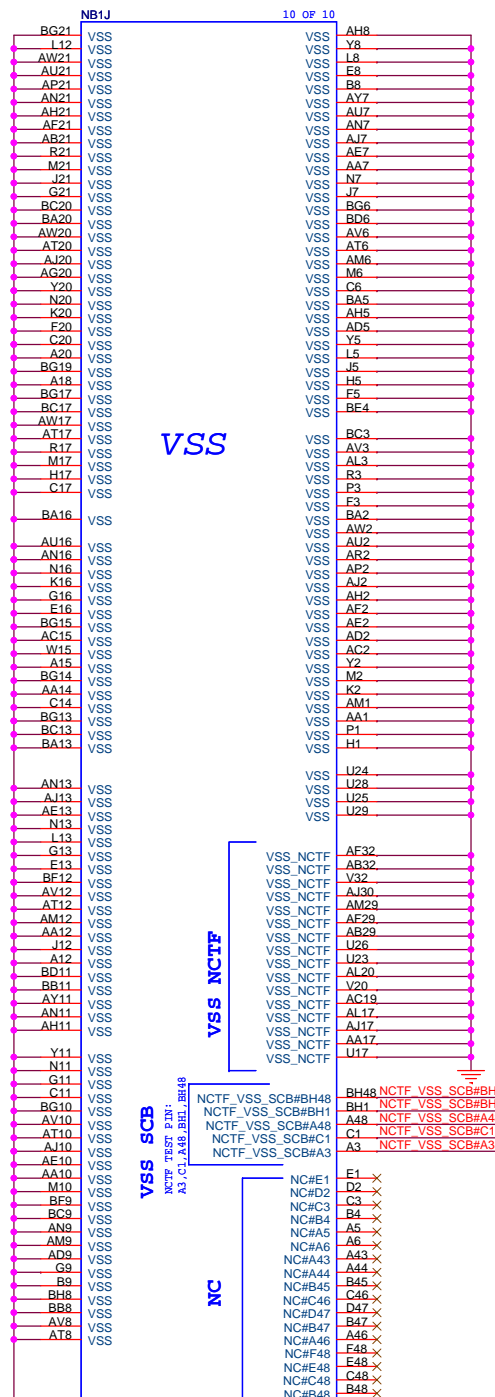 NB1J 10 OF 10
BG21 VSS VSS AH8
L12 VSS VSS Y8
AW21 VSS VSS L8
AU21 VSS VSS E8
AP21 VSS VSS B8
AN21 VSS VSS AY7
AH21 VSS VSS AU7
AF21 VSS VSS AN7
AB21 VSS VSS AJ7
R21 VSS VSS AE7
M21 VSS VSS AA7
J21 VSS VSS N7
G21 VSS VSS J7
BC20 VSS VSS BG6
BA20 VSS VSS BD6
AW20 VSS VSS AV6
AT20 VSS VSS AT6
AJ20 VSS VSS AM6
AG20 VSS VSS M6
Y20 VSS VSS C6
N20 VSS VSS BA5
K20 VSS VSS AH5
F20 VSS VSS AD5
C20 VSS VSS Y5
A20 VSS VSS L5
BG19 VSS VSS J5
A18 VSS VSS H5
BG17 VSS VSS F5
BC17 VSS VSS BE4
AW17 VSS
AT17 VSS VSS BC3
R17 VSS VSS AV3
M17 VSS VSS AL3
H17 VSS VSS R3
C17 VSS VSS P3
VSS F3
BA16 VSS VSS BA2
VSS AW2
AU16 VSS VSS AU2
AN16 VSS VSS AR2
N16 VSS VSS AP2
K16 VSS VSS AJ2
G16 VSS VSS AH2
E16 VSS VSS AF2
BG15 VSS VSS AE2
AC15 VSS VSS AD2
W15 VSS VSS AC2
A15 VSS VSS Y2
BG14 VSS VSS M2
AA14 VSS VSS K2
C14 VSS VSS AM1
BG13 VSS VSS AA1
BC13 VSS VSS P1
BA13 VSS VSS H1
VSS
VSS U24
AN13 VSS VSS U28
AJ13 VSS VSS U25
AE13 VSS VSS U29
N13 VSS
L13 VSS
G13 VSS VSS_NCTF AF32
E13 VSS VSS_NCTF AB32
BF12 VSS VSS_NCTF V32
AV12 VSS VSS_NCTF AJ30
AT12 VSS VSS_NCTF AM29
AM12 VSS VSS_NCTF AF29
AA12 VSS VSS_NCTF AB29
J12 VSS VSS_NCTF U26
A12 VSS VSS_NCTF U23
BD11 VSS VSS_NCTF AL20
BB11 VSS VSS_NCTF V20
AY11 VSS VSS_NCTF AC19
AN11 VSS VSS_NCTF AL17
AH11 VSS VSS_NCTF AJ17
VSS_NCTF AA17
Y11 VSS VSS_NCTF U17
VSS NCTF
N11 VSS
G11 VSS
C11 VSS NCTF_VSS_SCB#BH48 BH48 NCTF_VSS_SCB#BH
BG10 VSS NCTF_VSS_SCB#BH1 BH1 NCTF_VSS_SCB#BH
AV10 VSS NCTF_VSS_SCB#A48 A48 NCTF_VSS_SCB#A4
AT10 VSS NCTF_VSS_SCB#C1 C1 NCTF_VSS_SCB#C1
AJ10 VSS NCTF_VSS_SCB#A3 A3 NCTF_VSS_SCB#A3
VSS SCB
NCTF TEST PIN:
A3,C1,A48,BH1,BH48
AE10 VSS
AA10 VSS NC#E1 E1
M10 VSS NC#D2 D2
BF9 VSS NC#C3 C3
BC9 VSS NC#B4 B4
AN9 VSS NC#A5 A5
AM9 VSS NC#A6 A6
AD9 VSS NC#A43 A43
G9 VSS NC#A44 A44
B9 VSS NC#B45 B45
BH8 VSS NC#C46 C46
BB8 VSS NC#D47 D47
AV8 VSS NC#B47 B47
AT8 VSS NC#A46 A46
NC#F48 F48
NC#E48 E48
NC#C48 C48
NC#B48 B48
NC